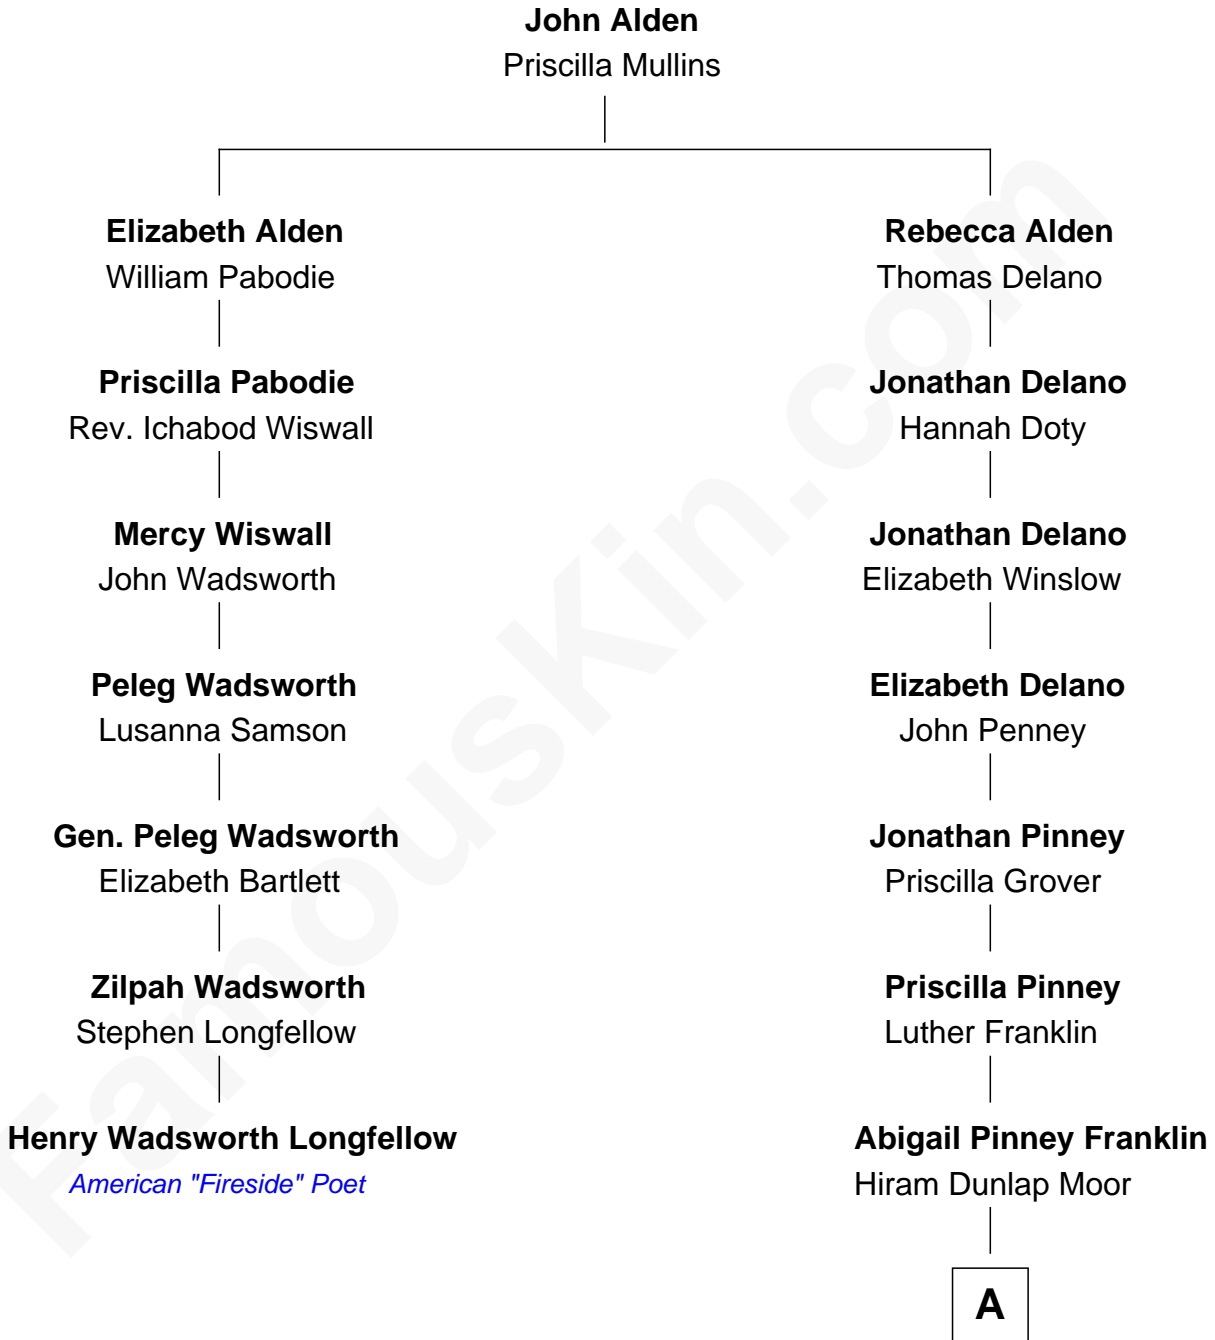 John Alden
Priscilla Mullins
Elizabeth Alden
William Pabodie
Rebecca Alden
Thomas Delano
Priscilla Pabodie
Rev. Ichabod Wiswall
Jonathan Delano
Hannah Doty
Mercy Wiswall
John Wadsworth
Jonathan Delano
Elizabeth Winslow
Peleg Wadsworth
Lusanna Samson
Elizabeth Delano
John Penney
Gen. Peleg Wadsworth
Elizabeth Bartlett
Jonathan Pinney
Priscilla Grover
Zilpah Wadsworth
Stephen Longfellow
Priscilla Pinney
Luther Franklin
Henry Wadsworth Longfellow
American "Fireside" Poet
Abigail Pinney Franklin
Hiram Dunlap Moor
A
FamousKin.com